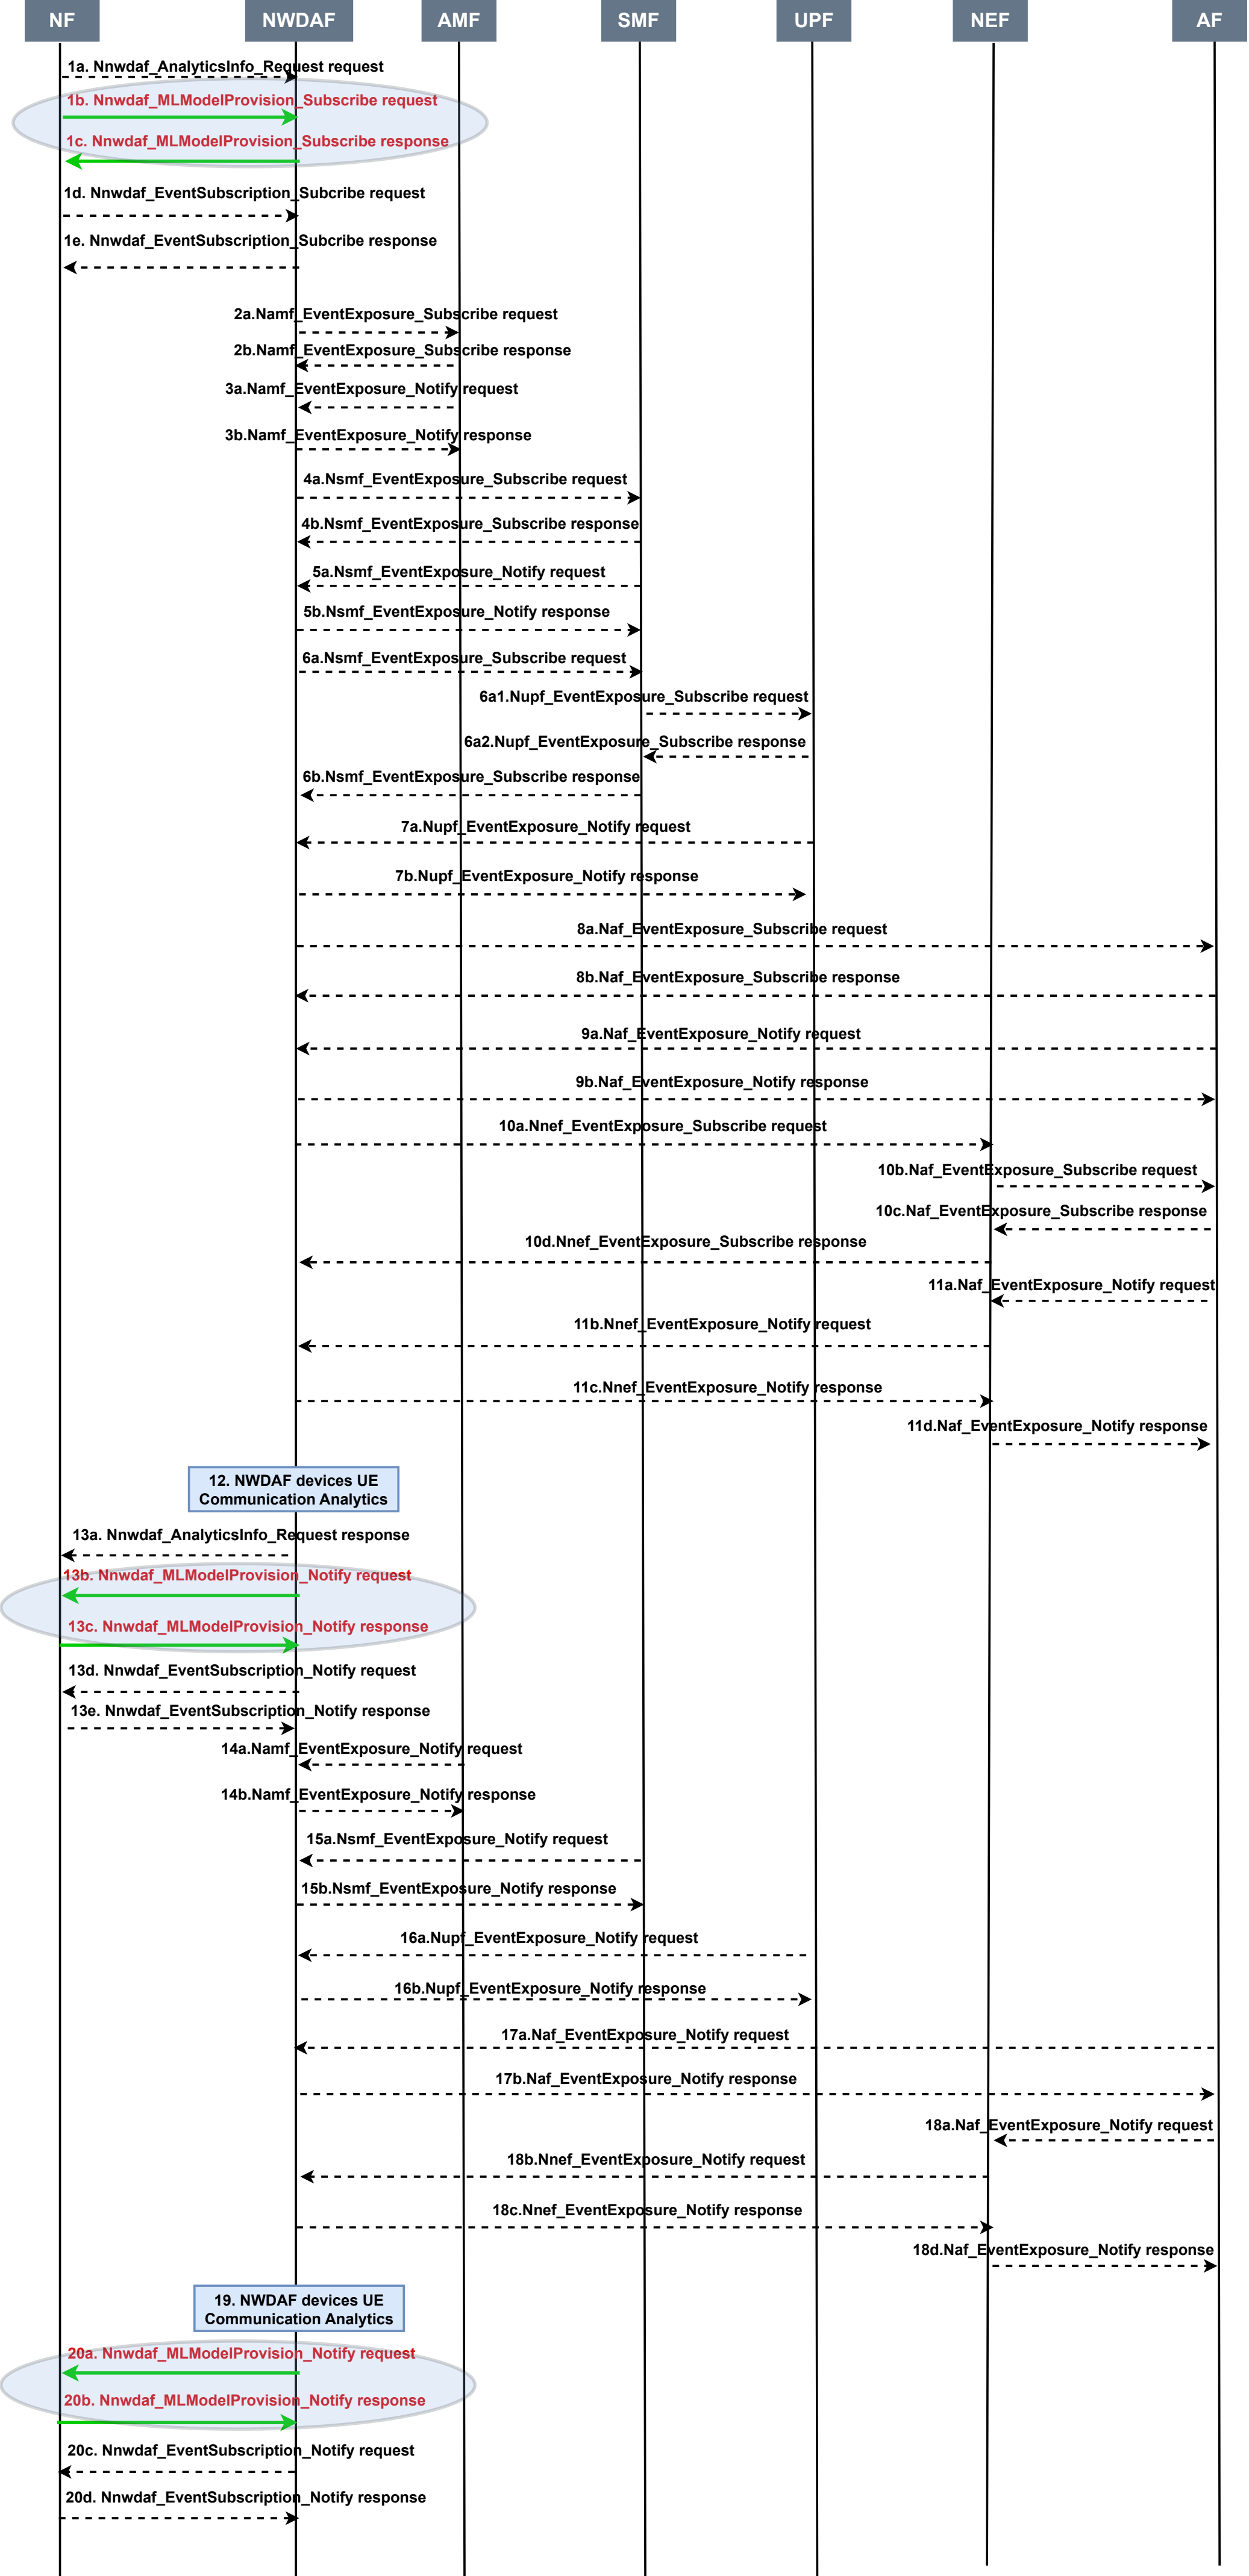 NF NWDAF AMF SMF UPF NEF AF
1a. Nnwdaf_AnalyticsInfo_Request request
1b. Nnwdaf_MLModelProvision_Subscribe request
1c. Nnwdaf_MLModelProvision_Subscribe response
1d. Nnwdaf_EventSubscription_Subcribe request
1e. Nnwdaf_EventSubscription_Subcribe response
2a.Namf_EventExposure_Subscribe request
2b.Namf_EventExposure_Subscribe response
3a.Namf_EventExposure_Notify request
3b.Namf_EventExposure_Notify response
4a.Nsmf_EventExposure_Subscribe request
4b.Nsmf_EventExposure_Subscribe response
5a.Nsmf_EventExposure_Notify request
5b.Nsmf_EventExposure_Notify response
6a.Nsmf_EventExposure_Subscribe request
6a1.Nupf_EventExposure_Subscribe request
6a2.Nupf_EventExposure_Subscribe response
6b.Nsmf_EventExposure_Subscribe response
7a.Nupf_EventExposure_Notify request
7b.Nupf_EventExposure_Notify response
8a.Naf_EventExposure_Subscribe request
8b.Naf_EventExposure_Subscribe response
9a.Naf_EventExposure_Notify request
9b.Naf_EventExposure_Notify response
10a.Nnef_EventExposure_Subscribe request
10b.Naf_EventExposure_Subscribe request
10c.Naf_EventExposure_Subscribe response
10d.Nnef_EventExposure_Subscribe response
11a.Naf_EventExposure_Notify request
11b.Nnef_EventExposure_Notify request
11c.Nnef_EventExposure_Notify response
11d.Naf_EventExposure_Notify response
12. NWDAF devices UE
Communication Analytics
13a. Nnwdaf_AnalyticsInfo_Request response
13b. Nnwdaf_MLModelProvision_Notify request
13c. Nnwdaf_MLModelProvision_Notify response
13d. Nnwdaf_EventSubscription_Notify request
13e. Nnwdaf_EventSubscription_Notify response
14a.Namf_EventExposure_Notify request
14b.Namf_EventExposure_Notify response
15a.Nsmf_EventExposure_Notify request
15b.Nsmf_EventExposure_Notify response
16a.Nupf_EventExposure_Notify request
16b.Nupf_EventExposure_Notify response
17a.Naf_EventExposure_Notify request
17b.Naf_EventExposure_Notify response
18a.Naf_EventExposure_Notify request
18b.Nnef_EventExposure_Notify request
18c.Nnef_EventExposure_Notify response
18d.Naf_EventExposure_Notify response
19. NWDAF devices UE
Communication Analytics
20a. Nnwdaf_MLModelProvision_Notify request
20b. Nnwdaf_MLModelProvision_Notify response
20c. Nnwdaf_EventSubscription_Notify request
20d. Nnwdaf_EventSubscription_Notify response